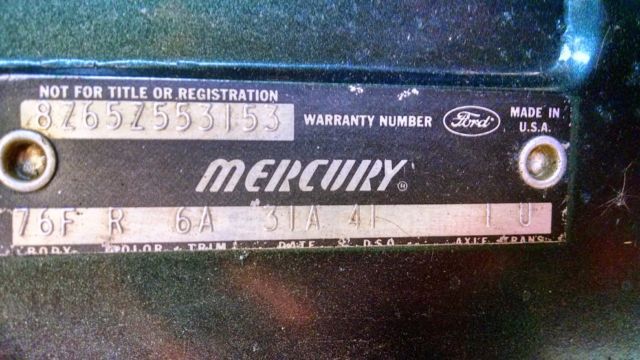 NOT FOR TITLE OR REGISTRATION
8Z65Z553153 WARRANTY NUMBER Ford MADE IN U.S.A.
MERCURY®
76F R 6A 31A 41 1 U
BODY COLOR TRIM DATE D.S.O. AXLE TRANS.